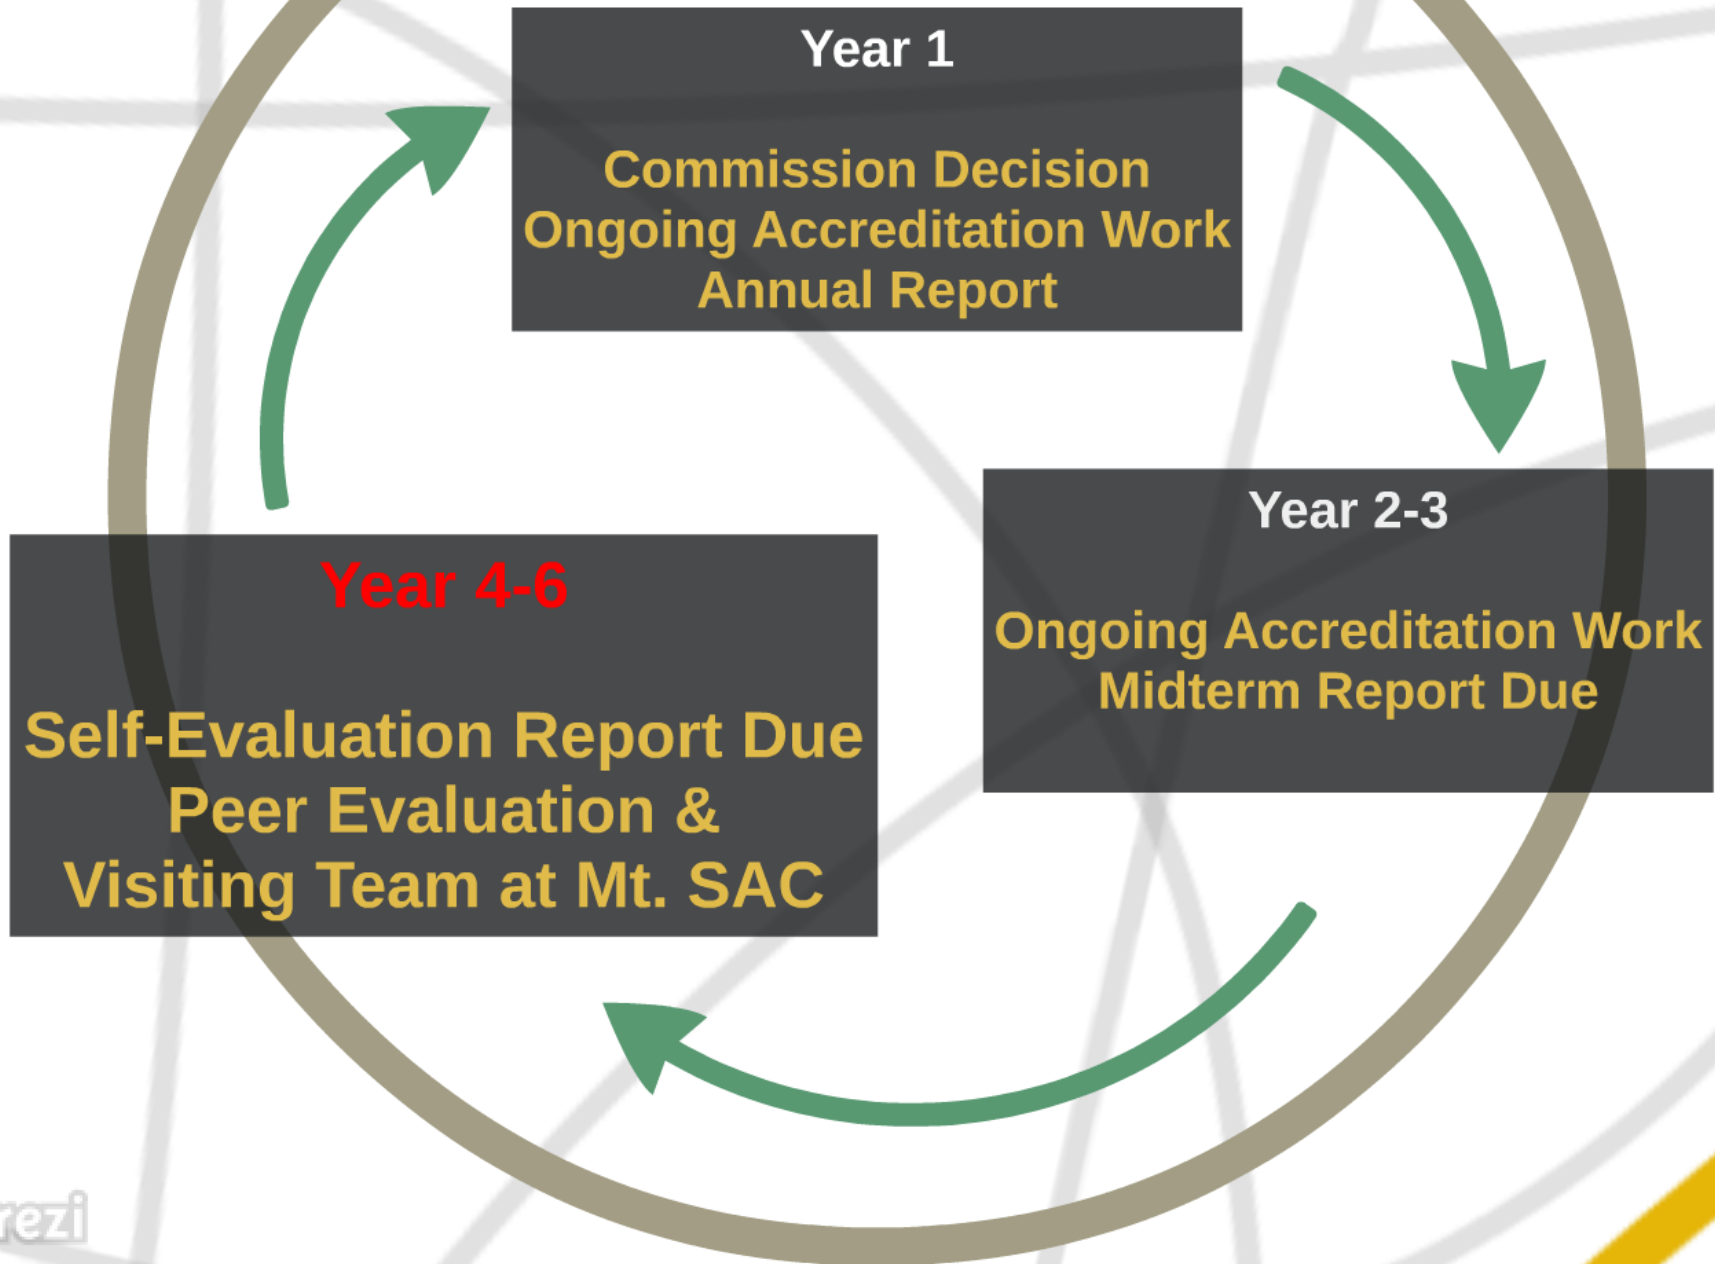 Year 1
Commission Decision
Ongoing Accreditation Work
Annual Report
Year 2-3
Ongoing Accreditation Work
Midterm Report Due
Year 4-6
Self-Evaluation Report Due
Peer Evaluation &
Visiting Team at Mt. SAC
rezi